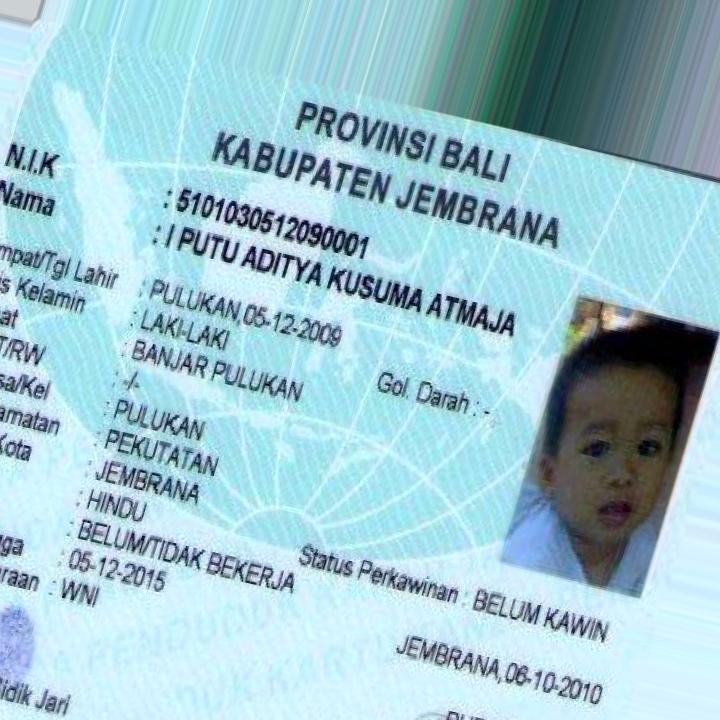 PROVINSI BALI
KABUPATEN JEMBRANA
N.I.K : 5101030512090001
Nama : I PUTU ADITYA KUSUMA ATMAJA
mpat/Tgl Lahir : PULUKAN, 05-12-2009
s Kelamin : LAKI-LAKI Gol. Darah : -
at : BANJAR PULUKAN
T/RW : -/-
sa/Kel : PULUKAN
amatan : PEKUTATAN
Kota : JEMBRANA
: HINDU
Status Perkawinan : BELUM KAWIN
ga : BELUM/TIDAK BEKERJA
: 05-12-2015
raan : WNI
JEMBRANA, 06-10-2010
idik Jari